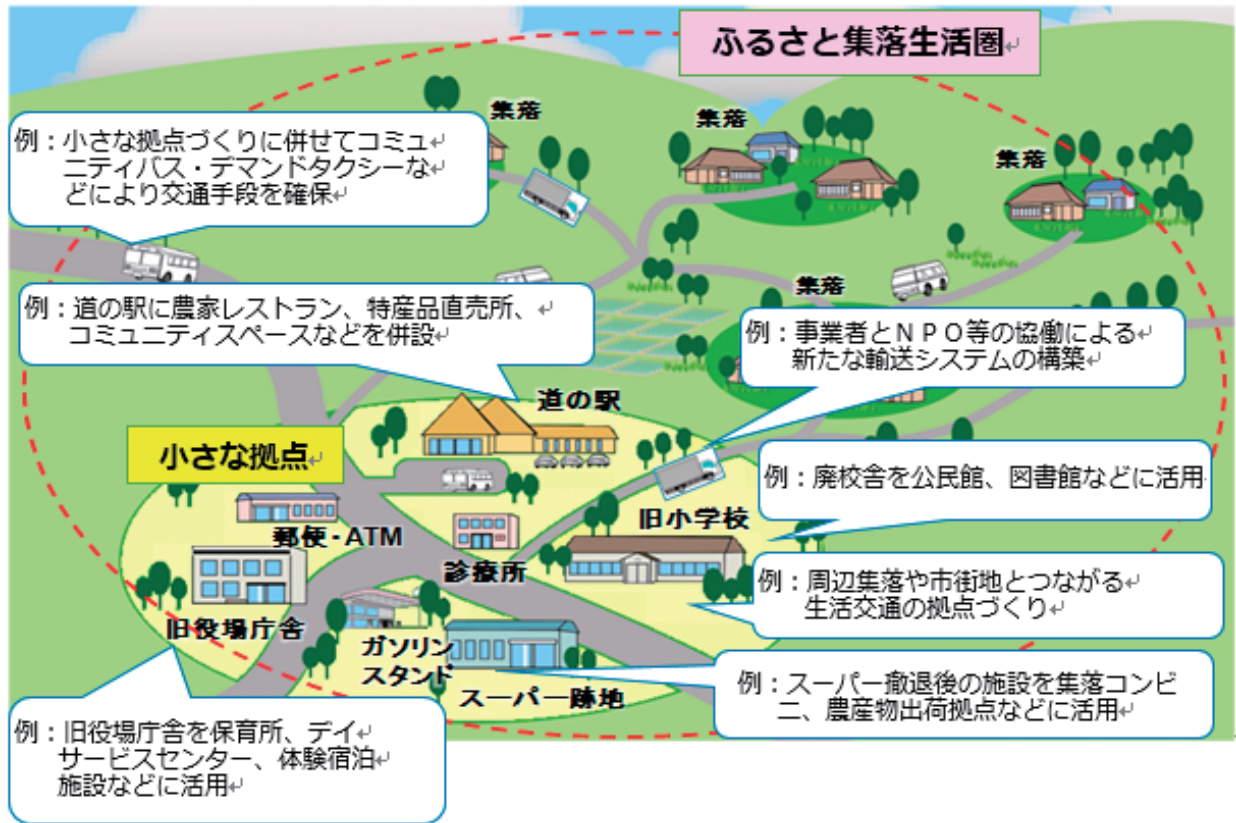 ふるさと集落生活圏↵
集落
集落
集落
例：小さな拠点づくりに併せてコミュ↵
ニティバス・デマンドタクシーな↵
どにより交通手段を確保↵
集落
例：道の駅に農家レストラン、特産品直売所、↵
コミュニティスペースなどを併設↵
例：事業者とＮＰＯ等の協働による↵
新たな輸送システムの構築↵
道の駅
小さな拠点↵
例：廃校舎を公民館、図書館などに活用
旧小学校
郵便・ATM
診療所
例：周辺集落や市街地とつながる↵
生活交通の拠点づくり↵
旧役場庁舎
ガソリン
スタンド
スーパー跡地
例：スーパー撤退後の施設を集落コンビ
ニ、農産物出荷拠点などに活用↵
例：旧役場庁舎を保育所、デイ↵
サービスセンター、体験宿泊↵
施設などに活用↵